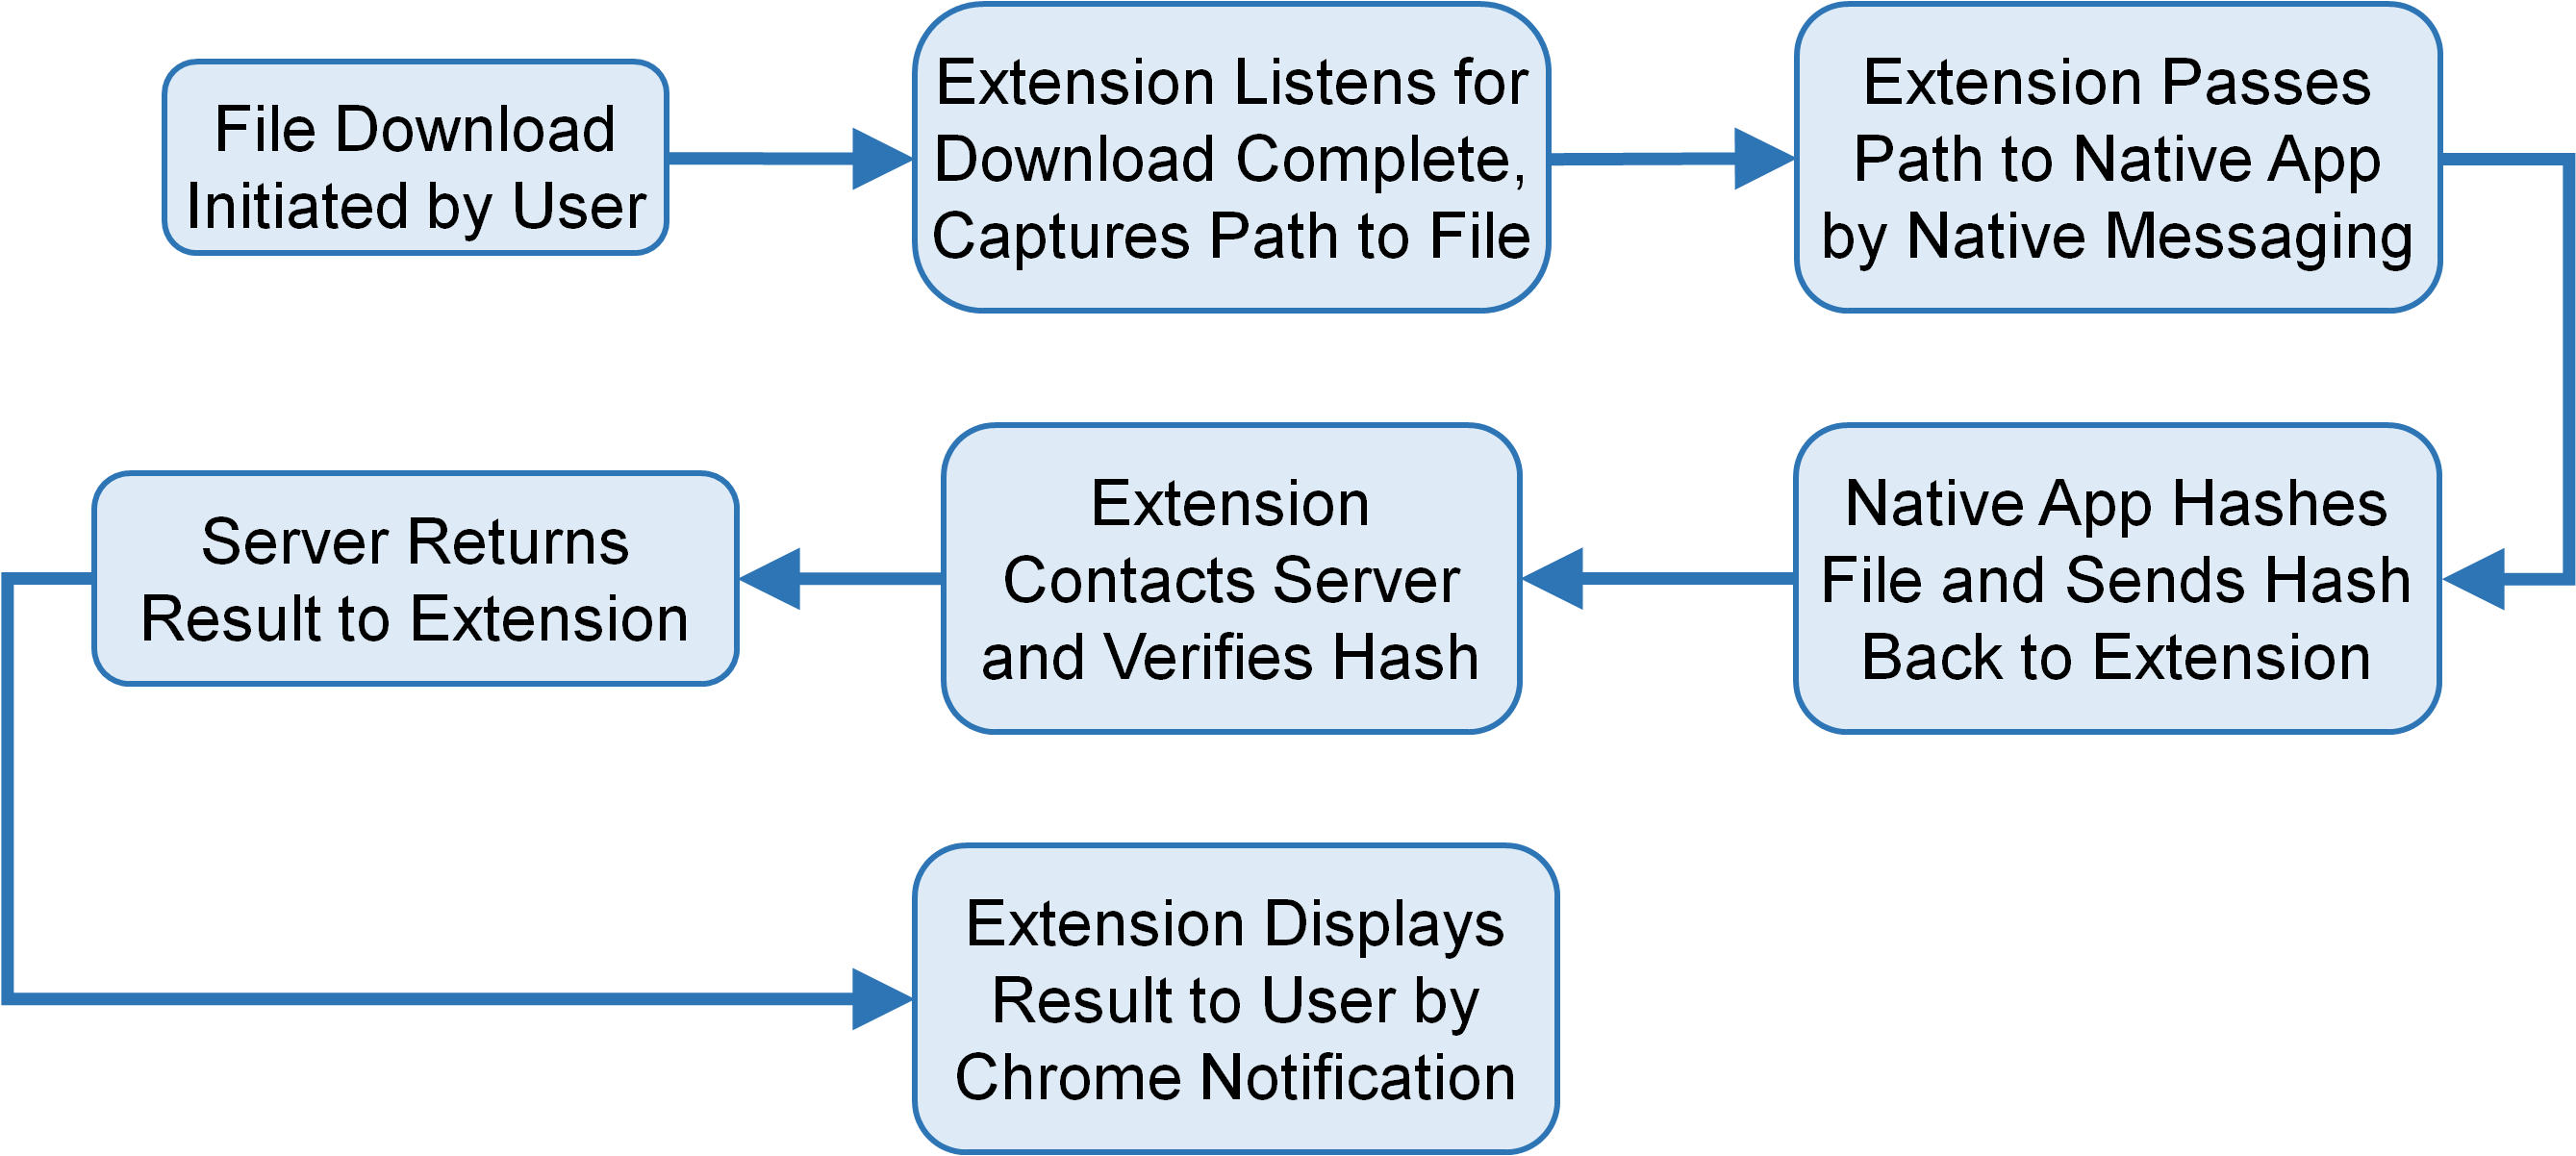 File Download
Initiated by User
Extension Listens for
Download Complete,
Captures Path to File
Extension Passes
Path to Native App
by Native Messaging
Native App Hashes
File and Sends Hash
Back to Extension
Extension
Contacts Server
and Verifies Hash
Server Returns
Result to Extension
Extension Displays
Result to User by
Chrome Notification